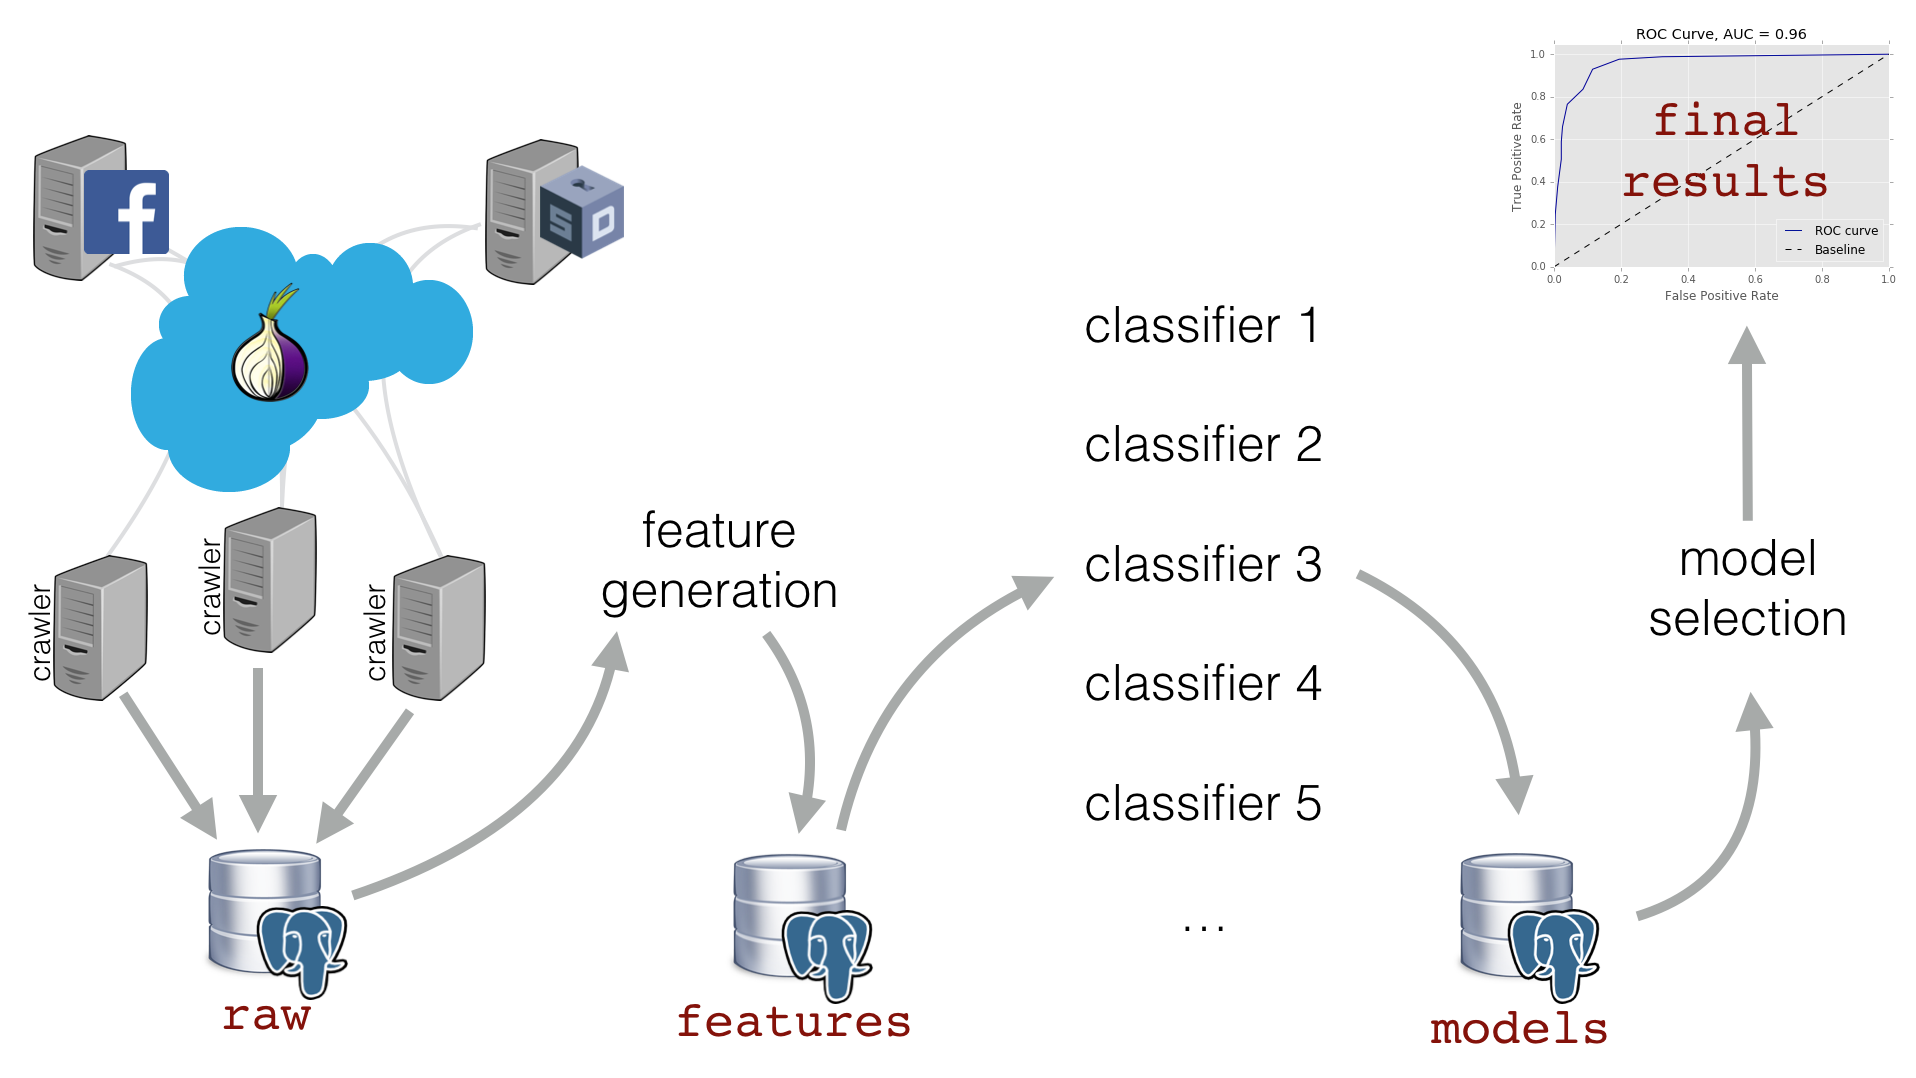 ROC Curve, AUC = 0.96
True Positive Rate
1.0
0.8
0.6
0.4
0.2
0.0
final
results
ROC curve
Baseline
0.0 0.2 0.4 0.6 0.8 1.0
False Positive Rate
f
S D
crawler
crawler
crawler
feature
generation
classifier 1
classifier 2
classifier 3
classifier 4
classifier 5
...
model
selection
raw
features
models